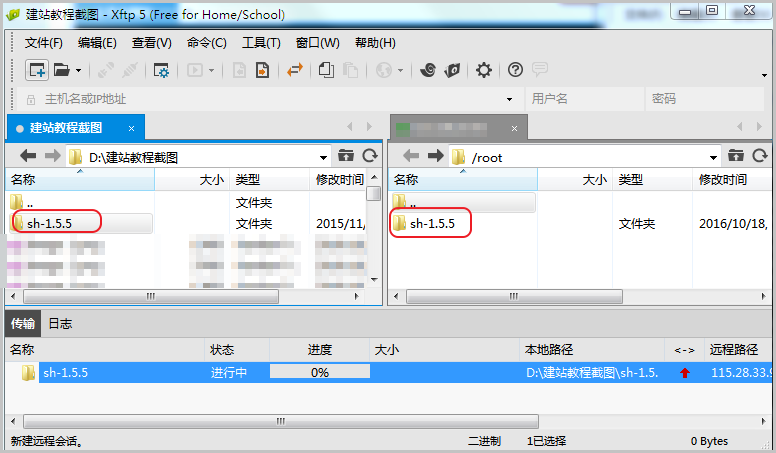 建站教程截图 - Xftp 5 (Free for Home/School)
文件(F) 编辑(E) 查看(V) 命令(C) 工具(T) 窗口(W) 帮助(H)
主机名或IP地址 用户名 密码
建站教程截图 ×
×
D:\建站教程截图
/root
名称 大小 类型 修改时间
名称 大小 类型 修改时间
.. 文件夹
..
sh-1.5.5 文件夹 2015/11/
sh-1.5.5 文件夹 2016/10/18,
传输 日志
名称 状态 进度 大小 本地路径 <-> 远程路径
sh-1.5.5 进行中 0% D:\建站教程截图\sh-1.5. 115.28.33.9
新建远程会话。 二进制 1已选择 0 Bytes